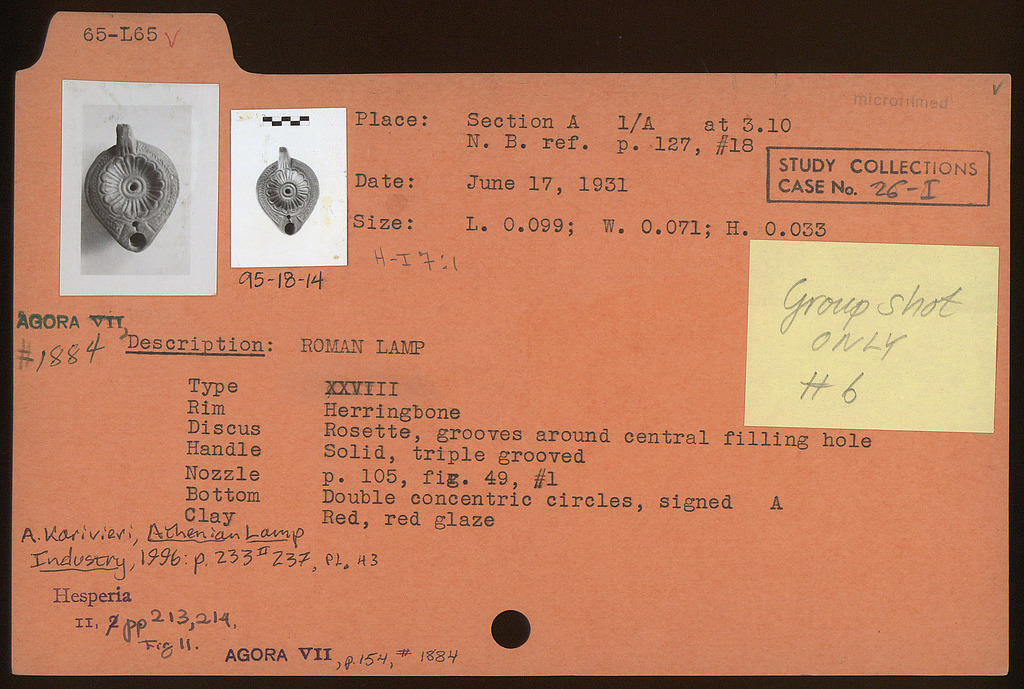 65-L65 V
microfilmed
V
Place: Section A 1/A at 3.10
N. B. ref. p. 127, #18
STUDY COLLECTIONS
CASE No. 26-I
Date: June 17, 1931
Size: L. 0.099; W. 0.071; H. 0.033
H-I 7:1
95-18-14
Group shot
ONLY
# 6
AGORA VII,
#1884
Description: ROMAN LAMP
Type XXVIII
Rim Herringbone
Discus Rosette, grooves around central filling hole
Handle Solid, triple grooved
Nozzle p. 105, fig. 49, #1
Bottom Double concentric circles, signed A
Clay Red, red glaze
A. Karivieri, Athenian Lamp
Industry, 1996: p. 233 # 237, PL. 43
Hesperia
II, 2 pp 213, 214,
Fig 11.
AGORA VII, p. 154, # 1884